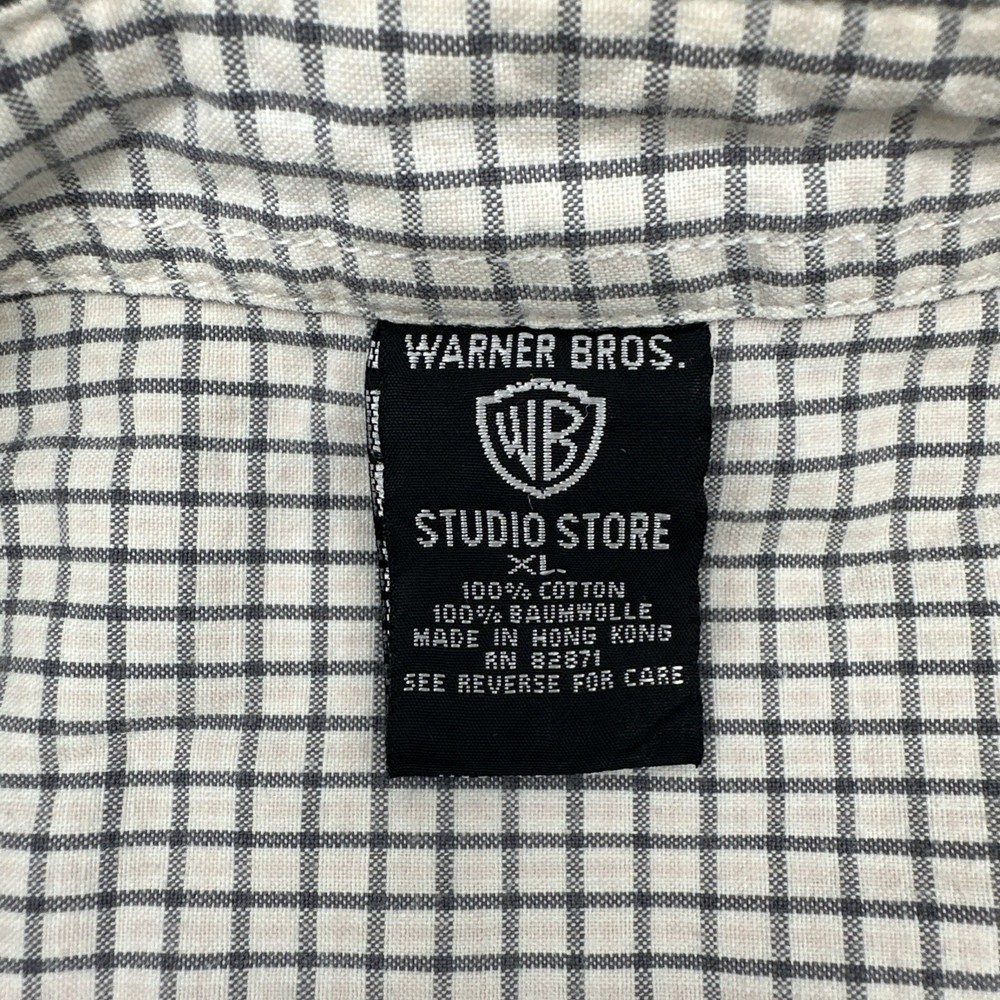 WARNER BROS.
WB
STUDIO STORE
XL
100% COTTON
100% BAUMWOLLE
MADE IN HONG KONG
RN 82871
SEE REVERSE FOR CARE